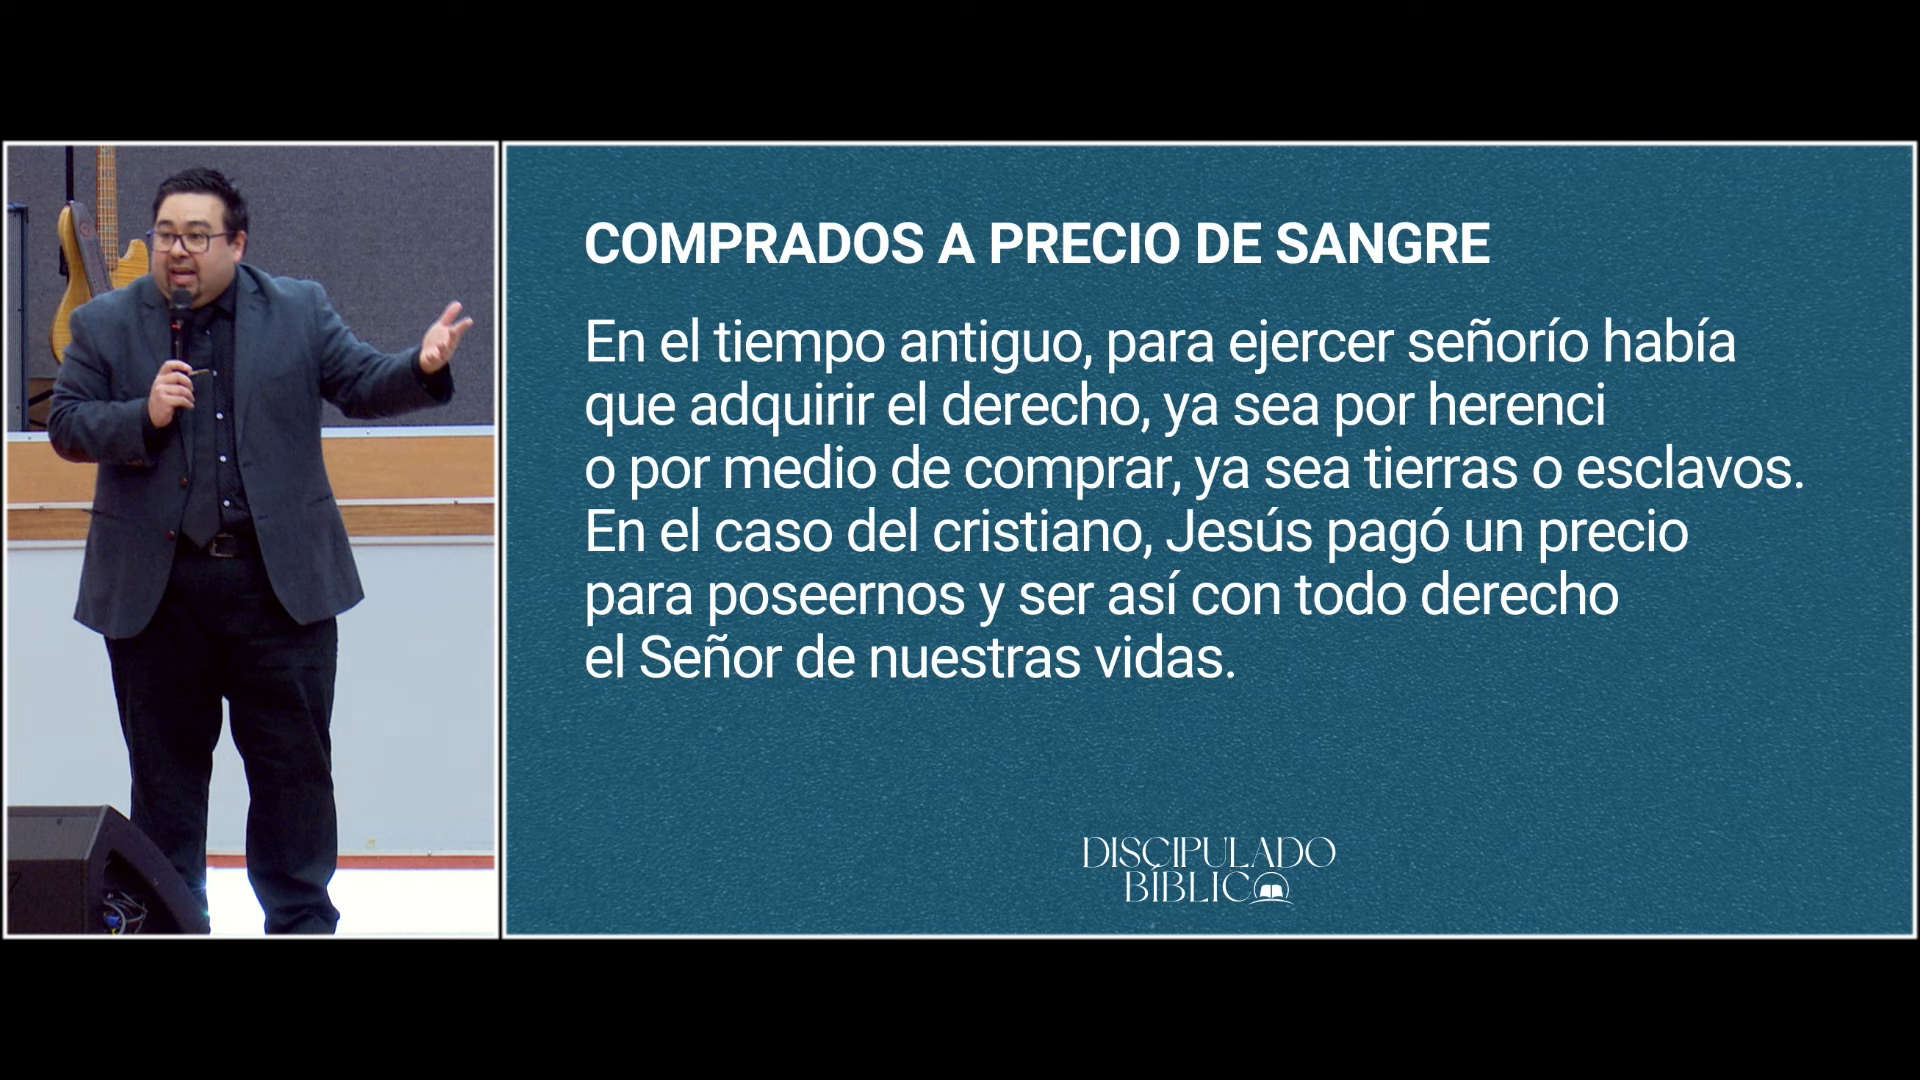 COMPRADOS A PRECIO DE SANGRE
En el tiempo antiguo, para ejercer señorío había
que adquirir el derecho, ya sea por herenci
o por medio de comprar, ya sea tierras o esclavos.
En el caso del cristiano, Jesús pagó un precio
para poseernos y ser así con todo derecho
el Señor de nuestras vidas.
DISCIPULADO
BÍBLICO